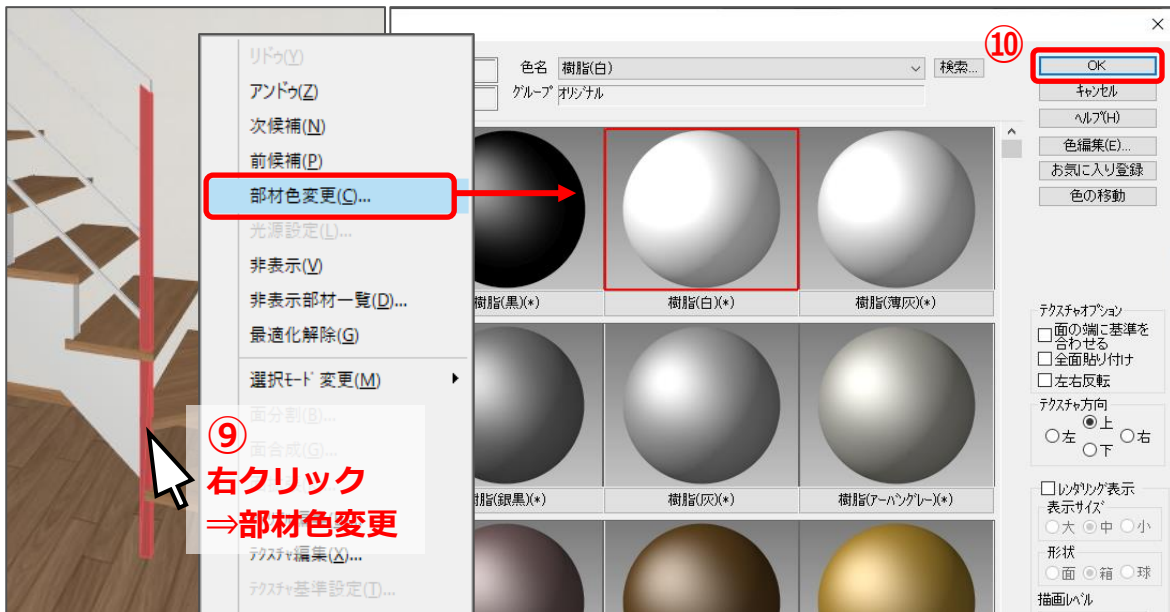 リドゥ(Y)
アンドゥ(Z)
次候補(N)
前候補(P)
部材色変更(C)...
光源設定(L)...
非表示(V)
非表示部材一覧(D)...
最適化解除(G)
選択モード変更(M)
面分割(B)...
面合成(G)...
テクスチャ編集(X)...
テクスチャ基準設定(T)...
⑨
右クリック
⇒部材色変更
⑩
色名 樹脂(白) 検索...
グループ オリジナル
樹脂(黒)(*)
樹脂(白)(*)
樹脂(薄灰)(*)
樹脂(銀黒)(*)
樹脂(灰)(*)
樹脂(アーバングレー)(*)
OK
キャンセル
ヘルプ(H)
色編集(E)...
お気に入り登録
色の移動
テクスチャオプション
面の端に基準を
合わせる
全面貼り付け
左右反転
テクスチャ方向
上
左 右
下
レンダリング表示
表示サイズ
大 中 小
形状
面 箱 球
描画レベル